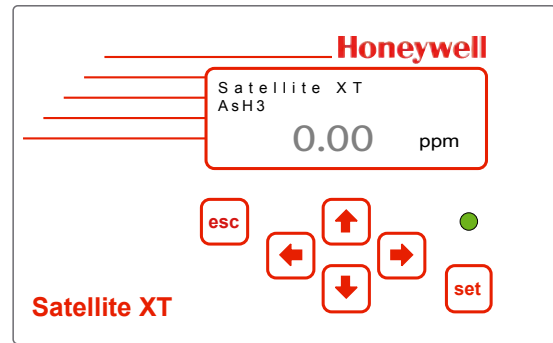 Honeywell
Satellite XT
AsH3
0.00 ppm
esc
set
Satellite XT